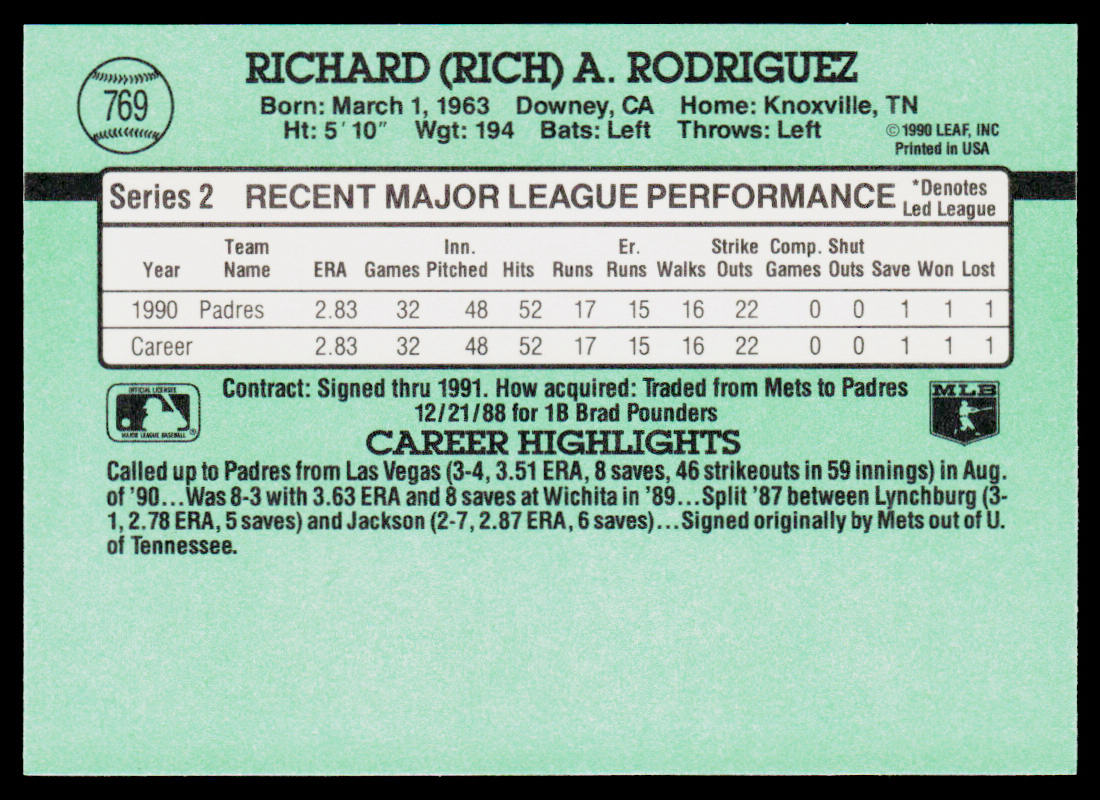 769
RICHARD (RICH) A. RODRIGUEZ
Born: March 1, 1963 Downey, CA Home: Knoxville, TN
Ht: 5' 10" Wgt: 194 Bats: Left Throws: Left
©1990 LEAF, INC
Printed in USA
Series 2 RECENT MAJOR LEAGUE PERFORMANCE
*Denotes
Led League
Team Inn. Er. Strike Comp. Shut
Year Name ERA Games Pitched Hits Runs Runs Walks Outs Games Outs Save Won Lost
1990 Padres 2.83 32 48 52 17 15 16 22 0 0 1 1 1
Career 2.83 32 48 52 17 15 16 22 0 0 1 1 1
OFFICIAL LICENSEE
MAJOR LEAGUE BASEBALL
®
Contract: Signed thru 1991. How acquired: Traded from Mets to Padres
12/21/88 for 1B Brad Pounders
MLB
CAREER HIGHLIGHTS
Called up to Padres from Las Vegas (3-4, 3.51 ERA, 8 saves, 46 strikeouts in 59 innings) in Aug.
of '90...Was 8-3 with 3.63 ERA and 8 saves at Wichita in '89...Split '87 between Lynchburg (3-
1, 2.78 ERA, 5 saves) and Jackson (2-7, 2.87 ERA, 6 saves)...Signed originally by Mets out of U.
of Tennessee.